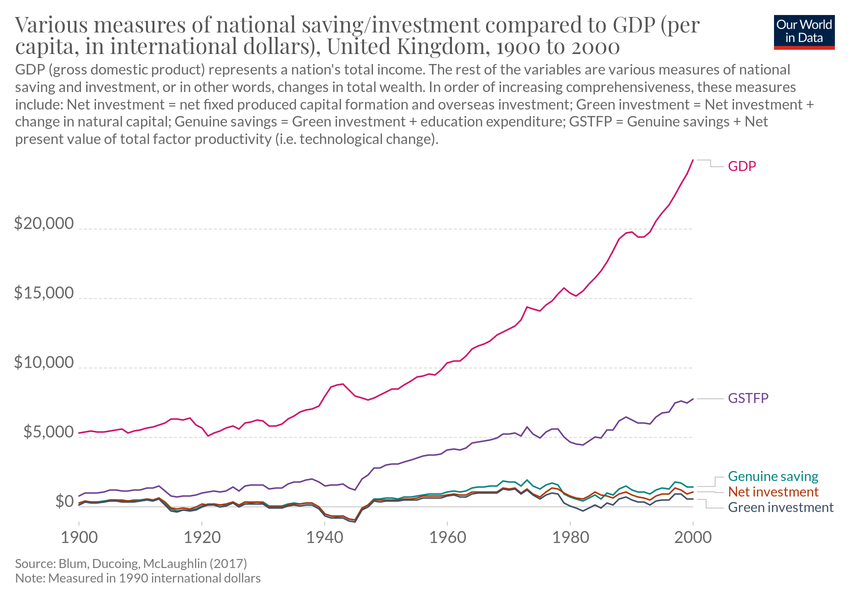 Various measures of national saving/investment compared to GDP (per
capita, in international dollars), United Kingdom, 1900 to 2000
Our World
in Data
GDP (gross domestic product) represents a nation's total income. The rest of the variables are various measures of national
saving and investment, or in other words, changes in total wealth. In order of increasing comprehensiveness, these measures
include: Net investment = net fixed produced capital formation and overseas investment; Green investment = Net investment +
change in natural capital; Genuine savings = Green investment + education expenditure; GSTFP = Genuine savings + Net
present value of total factor productivity (i.e. technological change).
GDP
$20,000
$15,000
$10,000
GSTFP
$5,000
Genuine saving
Net investment
$0
Green investment
1900 1920 1940 1960 1980 2000
Source: Blum, Ducoing, McLaughlin (2017)
Note: Measured in 1990 international dollars